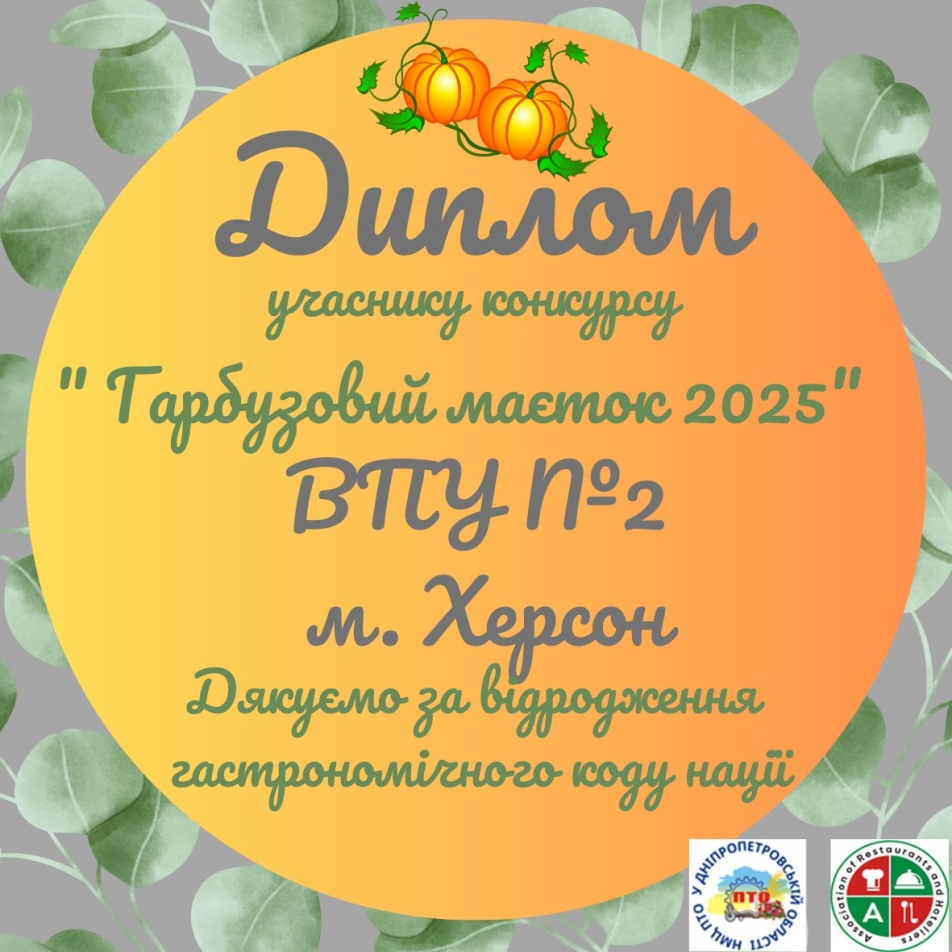 Диплом
учаснику конкурсу
" Гарбузовий маєток 2025"
ВПУ №2
м. Херсон
Дякуємо за відродження
гастрономічного коду нації
НМЦ ПТО У ДНІПРОПЕТРОВСЬКІЙ ОБЛАСТІ
ПТО
Association of Restaurants and Hoteliers
A